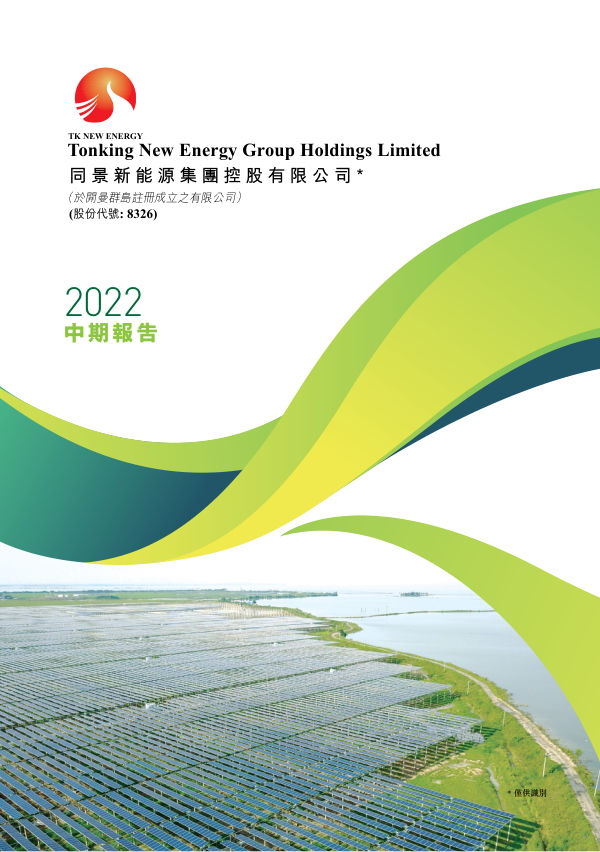 TK NEW ENERGY
Tonking New Energy Group Holdings Limited
同景新能源集團控股有限公司*
(於開曼群島註冊成立之有限公司)
(股份代號: 8326)
2022
中期報告
* 僅供識別